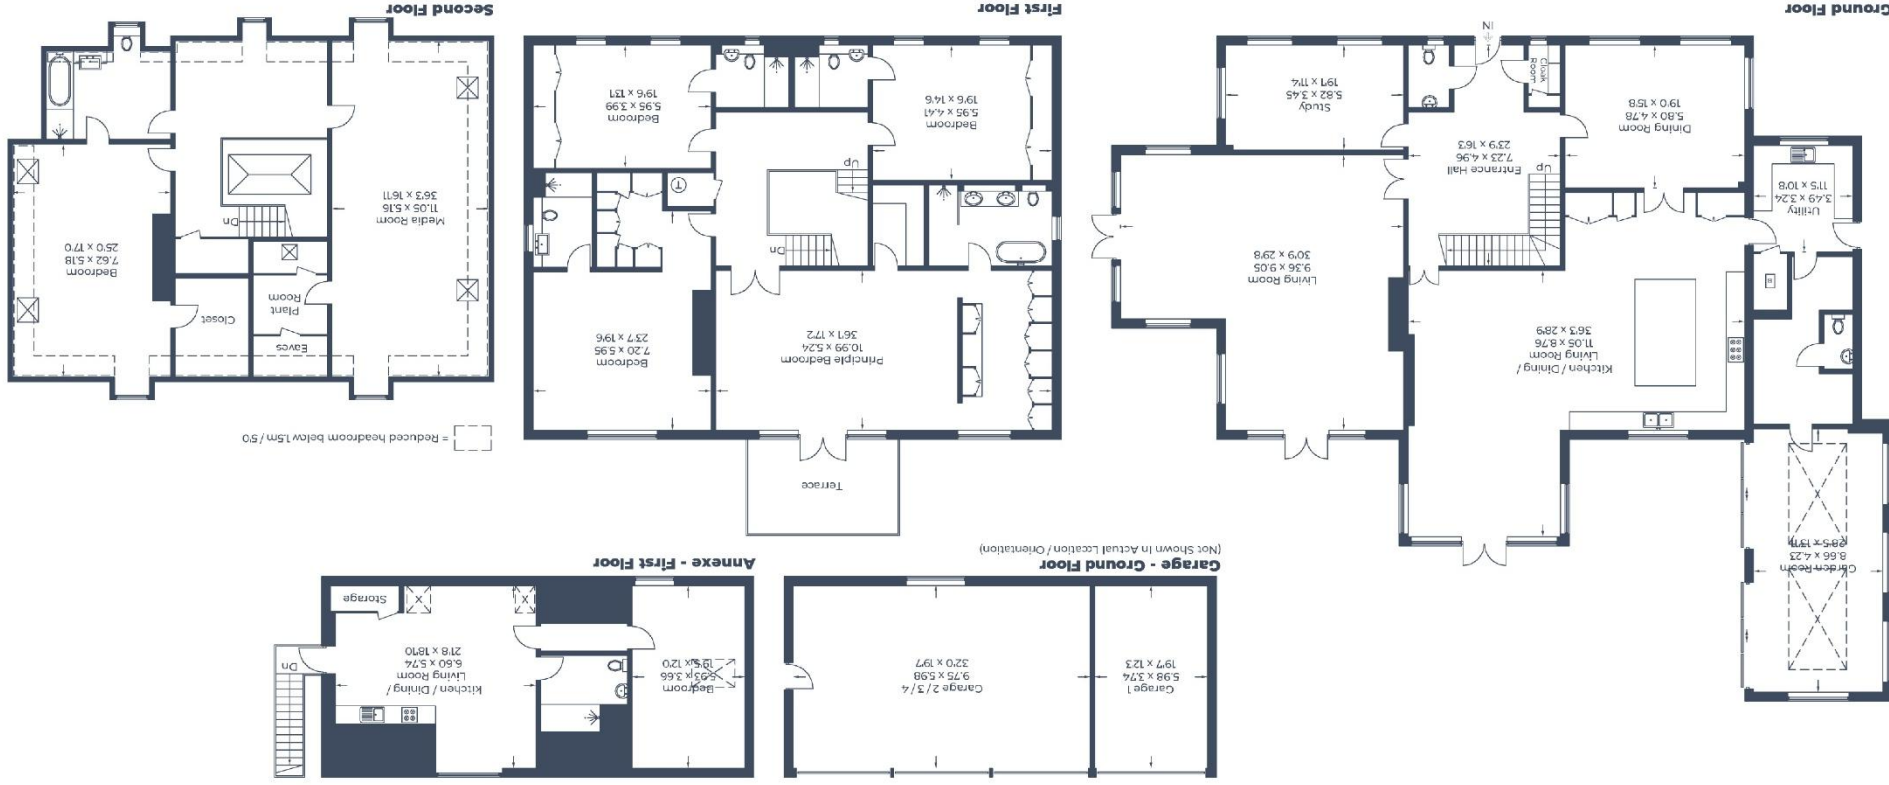 Garage 1
5.98 x 3.74
19'7 x 12'3
Garage 2 / 3 / 4
9.75 x 5.98
32'0 x 19'7
Garage - Ground Floor
(Not Shown In Actual Location / Orientation)
Bedroom
5.93 x 3.66
19'5 x 12'0
Kitchen / Dining /
Living Room
6.60 x 5.74
21'8 x 18'10
Dn
Storage
Annexe - First Floor
Garden Room
8.66 x 4.23
28'5 x 13'11
Kitchen / Dining /
Living Room
11.05 x 8.76
36'3 x 28'9
Living Room
9.36 x 9.05
30'9 x 29'8
Utility
3.49 x 3.24
11'5 x 10'8
Up
Entrance Hall
7.23 x 4.96
23'9 x 16'3
Dining Room
5.80 x 4.78
19'0 x 15'8
Study
5.82 x 3.45
19'1 x 11'4
Cloak
Room
IN
Ground Floor
Terrace
Principle Bedroom
10.99 x 5.24
36'1 x 17'2
Bedroom
7.20 x 5.95
23'7 x 19'6
Dn
T
Up
Bedroom
5.95 x 4.41
19'6 x 14'6
Bedroom
5.95 x 3.99
19'6 x 13'1
First Floor
= Reduced headroom below 1.5m / 5'0
Eaves
Plant
Room
Closet
Media Room
11.05 x 5.16
36'3 x 16'11
Dn
Bedroom
7.62 x 5.18
25'0 x 17'0
Second Floor